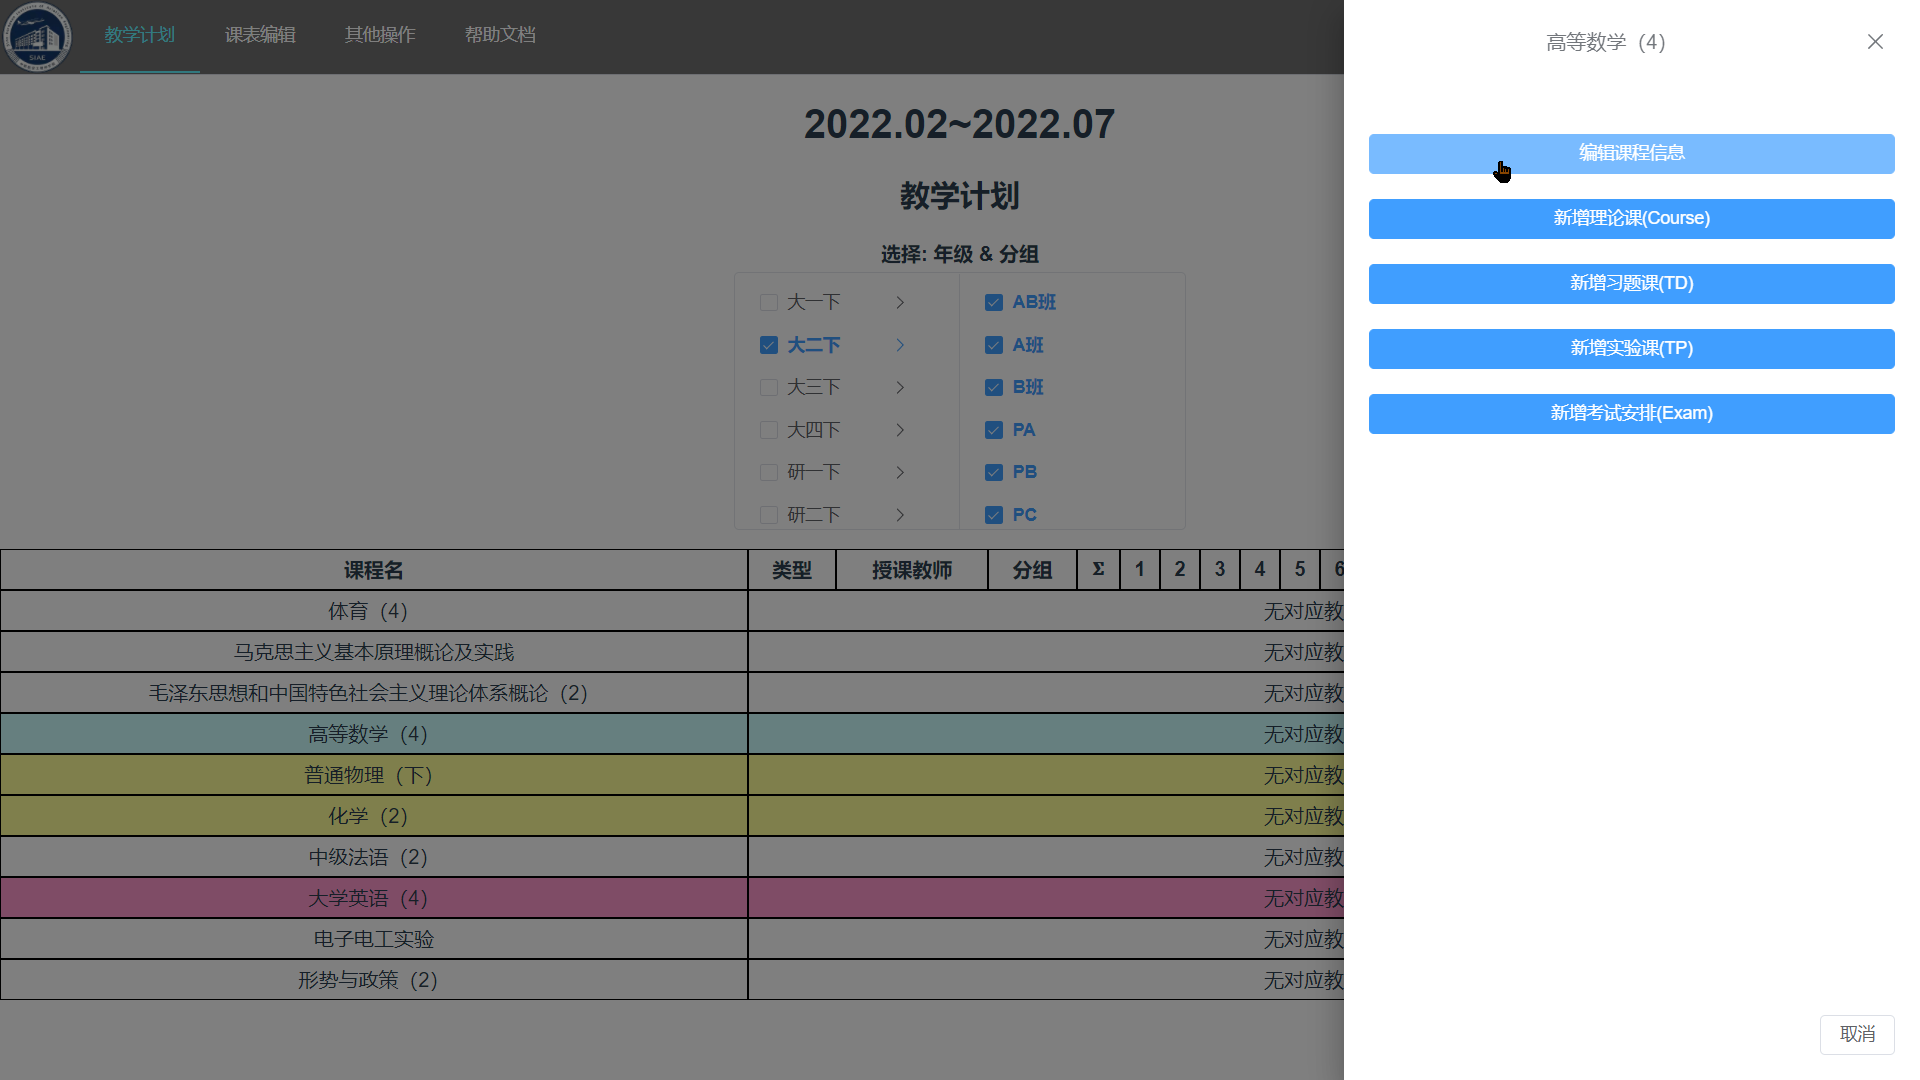 教学计划
课表编辑
其他操作
帮助文档
SIAE
2022.02~2022.07
教学计划
选择: 年级 & 分组
大一下
AB班
大二下
A班
大三下
B班
大四下
PA
研一下
PB
研二下
PC
课程名 类型 授课教师 分组 Σ 1 2 3 4 5 6
体育（4） 无对应教
马克思主义基本原理概论及实践 无对应教
毛泽东思想和中国特色社会主义理论体系概论（2） 无对应教
高等数学（4） 无对应教
普通物理（下） 无对应教
化学（2） 无对应教
中级法语（2） 无对应教
大学英语（4） 无对应教
电子电工实验 无对应教
形势与政策（2） 无对应教
高等数学（4）
编辑课程信息
新增理论课(Course)
新增习题课(TD)
新增实验课(TP)
新增考试安排(Exam)
取消